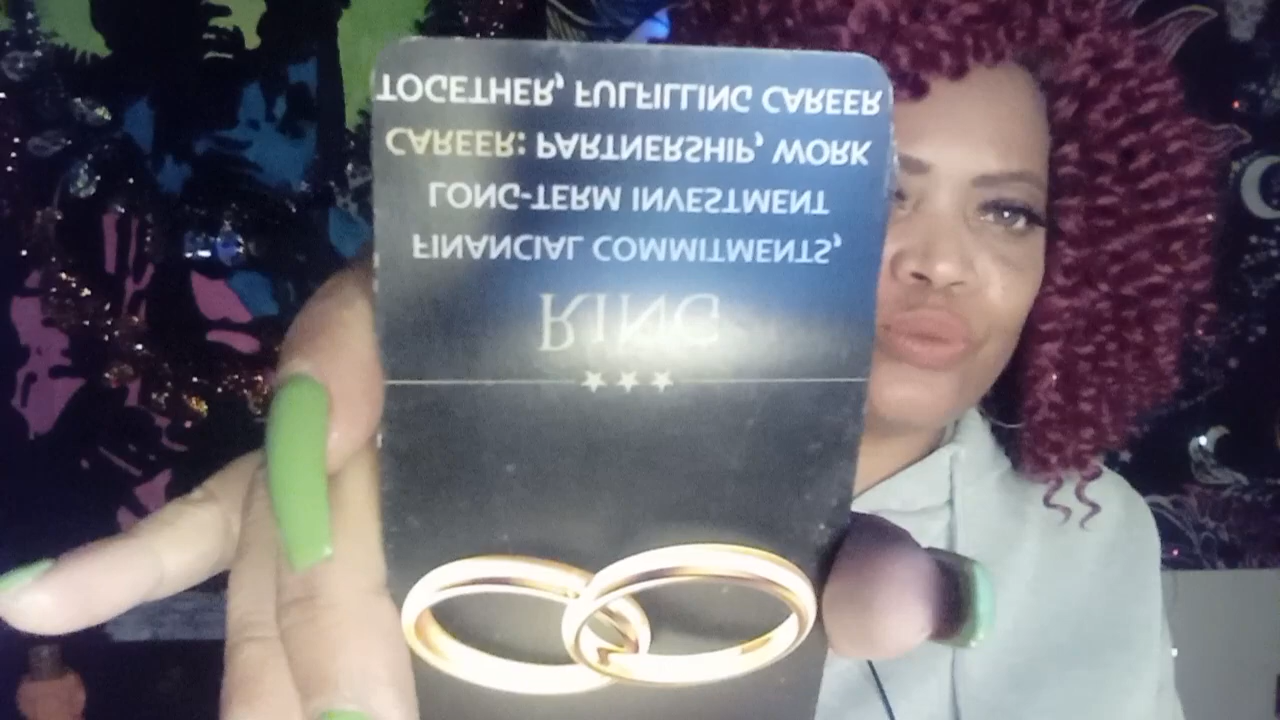 RING
FINANCIAL COMMITMENTS,
LONG-TERM INVESTMENT
CAREER: PARTNERSHIP, WORK
TOGETHER, FULFILLING CAREER